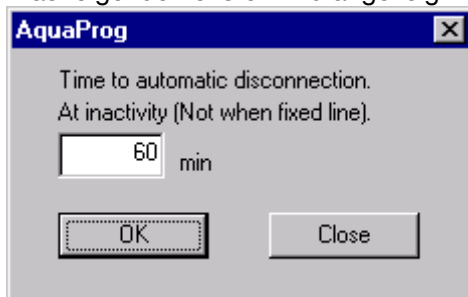 AquaProg
Time to automatic disconnection.
At inactivity (Not when fixed line).
60 min
OK Close